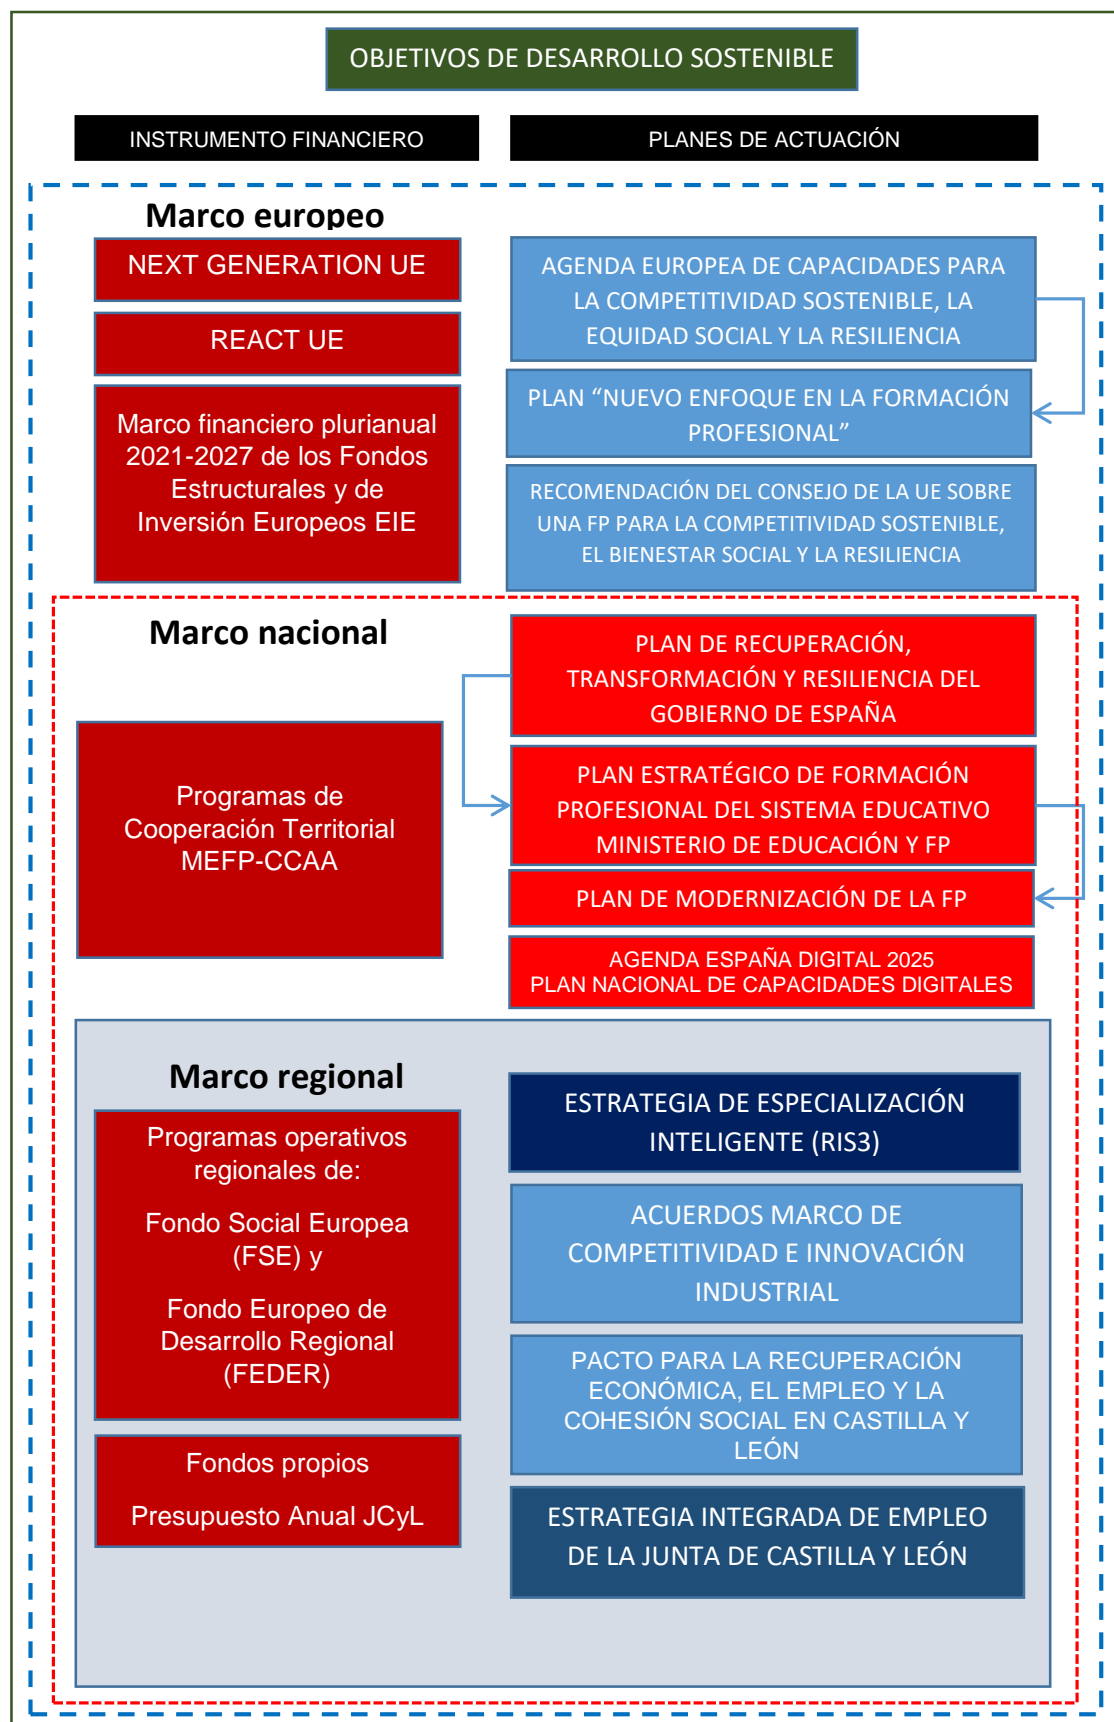 OBJETIVOS DE DESARROLLO SOSTENIBLE
INSTRUMENTO FINANCIERO
PLANES DE ACTUACIÓN
Marco europeo
NEXT GENERATION UE
REACT UE
Marco financiero plurianual
2021-2027 de los Fondos
Estructurales y de
Inversión Europeos EIE
AGENDA EUROPEA DE CAPACIDADES PARA
LA COMPETITIVIDAD SOSTENIBLE, LA
EQUIDAD SOCIAL Y LA RESILIENCIA
PLAN “NUEVO ENFOQUE EN LA FORMACIÓN
PROFESIONAL”
RECOMENDACIÓN DEL CONSEJO DE LA UE SOBRE
UNA FP PARA LA COMPETITIVIDAD SOSTENIBLE,
EL BIENESTAR SOCIAL Y LA RESILIENCIA
Marco nacional
Programas de
Cooperación Territorial
MEFP-CCAA
PLAN DE RECUPERACIÓN,
TRANSFORMACIÓN Y RESILIENCIA DEL
GOBIERNO DE ESPAÑA
PLAN ESTRATÉGICO DE FORMACIÓN
PROFESIONAL DEL SISTEMA EDUCATIVO
MINISTERIO DE EDUCACIÓN Y FP
PLAN DE MODERNIZACIÓN DE LA FP
AGENDA ESPAÑA DIGITAL 2025
PLAN NACIONAL DE CAPACIDADES DIGITALES
Marco regional
Programas operativos
regionales de:
Fondo Social Europea
(FSE) y
Fondo Europeo de
Desarrollo Regional
(FEDER)
Fondos propios
Presupuesto Anual JCyL
ESTRATEGIA DE ESPECIALIZACIÓN
INTELIGENTE (RIS3)
ACUERDOS MARCO DE
COMPETITIVIDAD E INNOVACIÓN
INDUSTRIAL
PACTO PARA LA RECUPERACIÓN
ECONÓMICA, EL EMPLEO Y LA
COHESIÓN SOCIAL EN CASTILLA Y
LEÓN
ESTRATEGIA INTEGRADA DE EMPLEO
DE LA JUNTA DE CASTILLA Y LEÓN